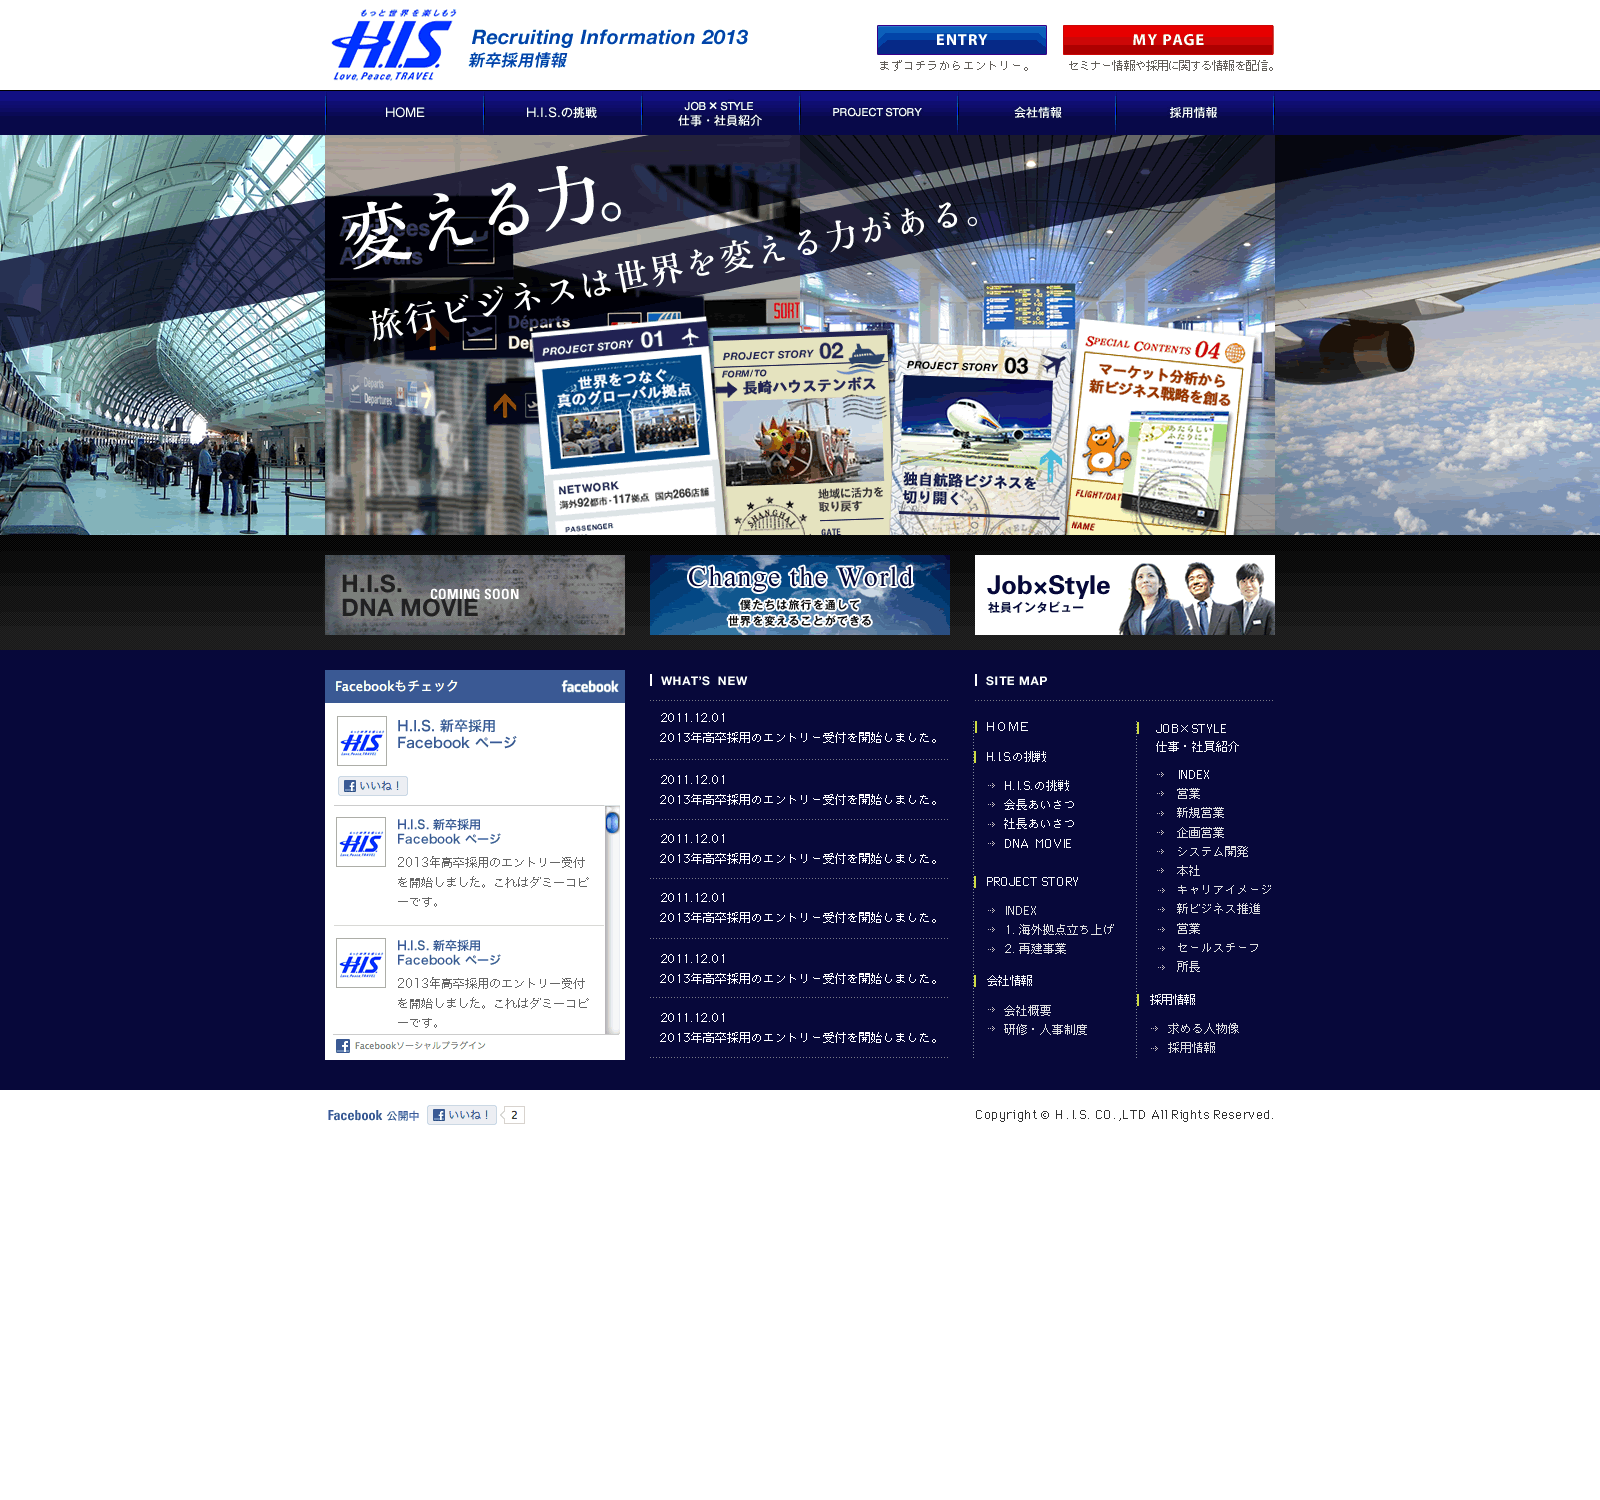 もっと世界を楽しもう
H.I.S.
Love, Peace, TRAVEL
Recruiting Information 2013
新卒採用情報
ENTRY
まずコチラからエントリー。
MY PAGE
セミナー情報や採用に関する情報を配信。
HOME
H.I.S.の挑戦
JOB×STYLE
仕事・社員紹介
PROJECT STORY
会社情報
採用情報
変える力。
旅行ビジネスは世界を変える力がある。
Arrivals
Départs
SORT
Départs
Departures
PROJECT STORY 01
世界をつなぐ
真のグローバル拠点
NETWORK
海外92都市・117拠点 国内266店舗
PASSENGER
PROJECT STORY 02
FORM/TO
長崎ハウステンボス
地域に活力を
取り戻す
SHANGHAI
GATE
PROJECT STORY 03
独自航路ビジネスを
切り開く
SPECIAL CONTENTS 04
マーケット分析から
新ビジネス戦略を創る
あたらしい
ふたりに。
FLIGHT/DAT
NAME
H.I.S.
DNA MOVIE
COMING SOON
Change the World
僕たちは旅行を通して
世界を変えることができる
Job×Style
社員インタビュー
Facebookもチェック
facebook
H.I.S. 新卒採用
Facebook ページ
いいね！
H.I.S. 新卒採用
Facebook ページ
2013年高卒採用のエントリー受付
を開始しました。これはダミーコピ
ーです。
H.I.S. 新卒採用
Facebook ページ
2013年高卒採用のエントリー受付
を開始しました。これはダミーコピ
ーです。
Facebookソーシャルプラグイン
WHAT'S NEW
2011.12.01
2013年高卒採用のエントリー受付を開始しました。
2011.12.01
2013年高卒採用のエントリー受付を開始しました。
2011.12.01
2013年高卒採用のエントリー受付を開始しました。
2011.12.01
2013年高卒採用のエントリー受付を開始しました。
2011.12.01
2013年高卒採用のエントリー受付を開始しました。
2011.12.01
2013年高卒採用のエントリー受付を開始しました。
SITE MAP
HOME
H.I.S.の挑戦
H.I.S.の挑戦
会長あいさつ
社長あいさつ
DNA MOVIE
PROJECT STORY
INDEX
1. 海外拠点立ち上げ
2. 再建事業
会社情報
会社概要
研修・人事制度
JOB×STYLE
仕事・社員紹介
INDEX
営業
新規営業
企画営業
システム開発
本社
キャリアイメージ
新ビジネス推進
営業
セールスチーフ
所長
採用情報
求める人物像
採用情報
Facebook 公開中
いいね！
2
Copyright © H.I.S. CO.,LTD All Rights Reserved.